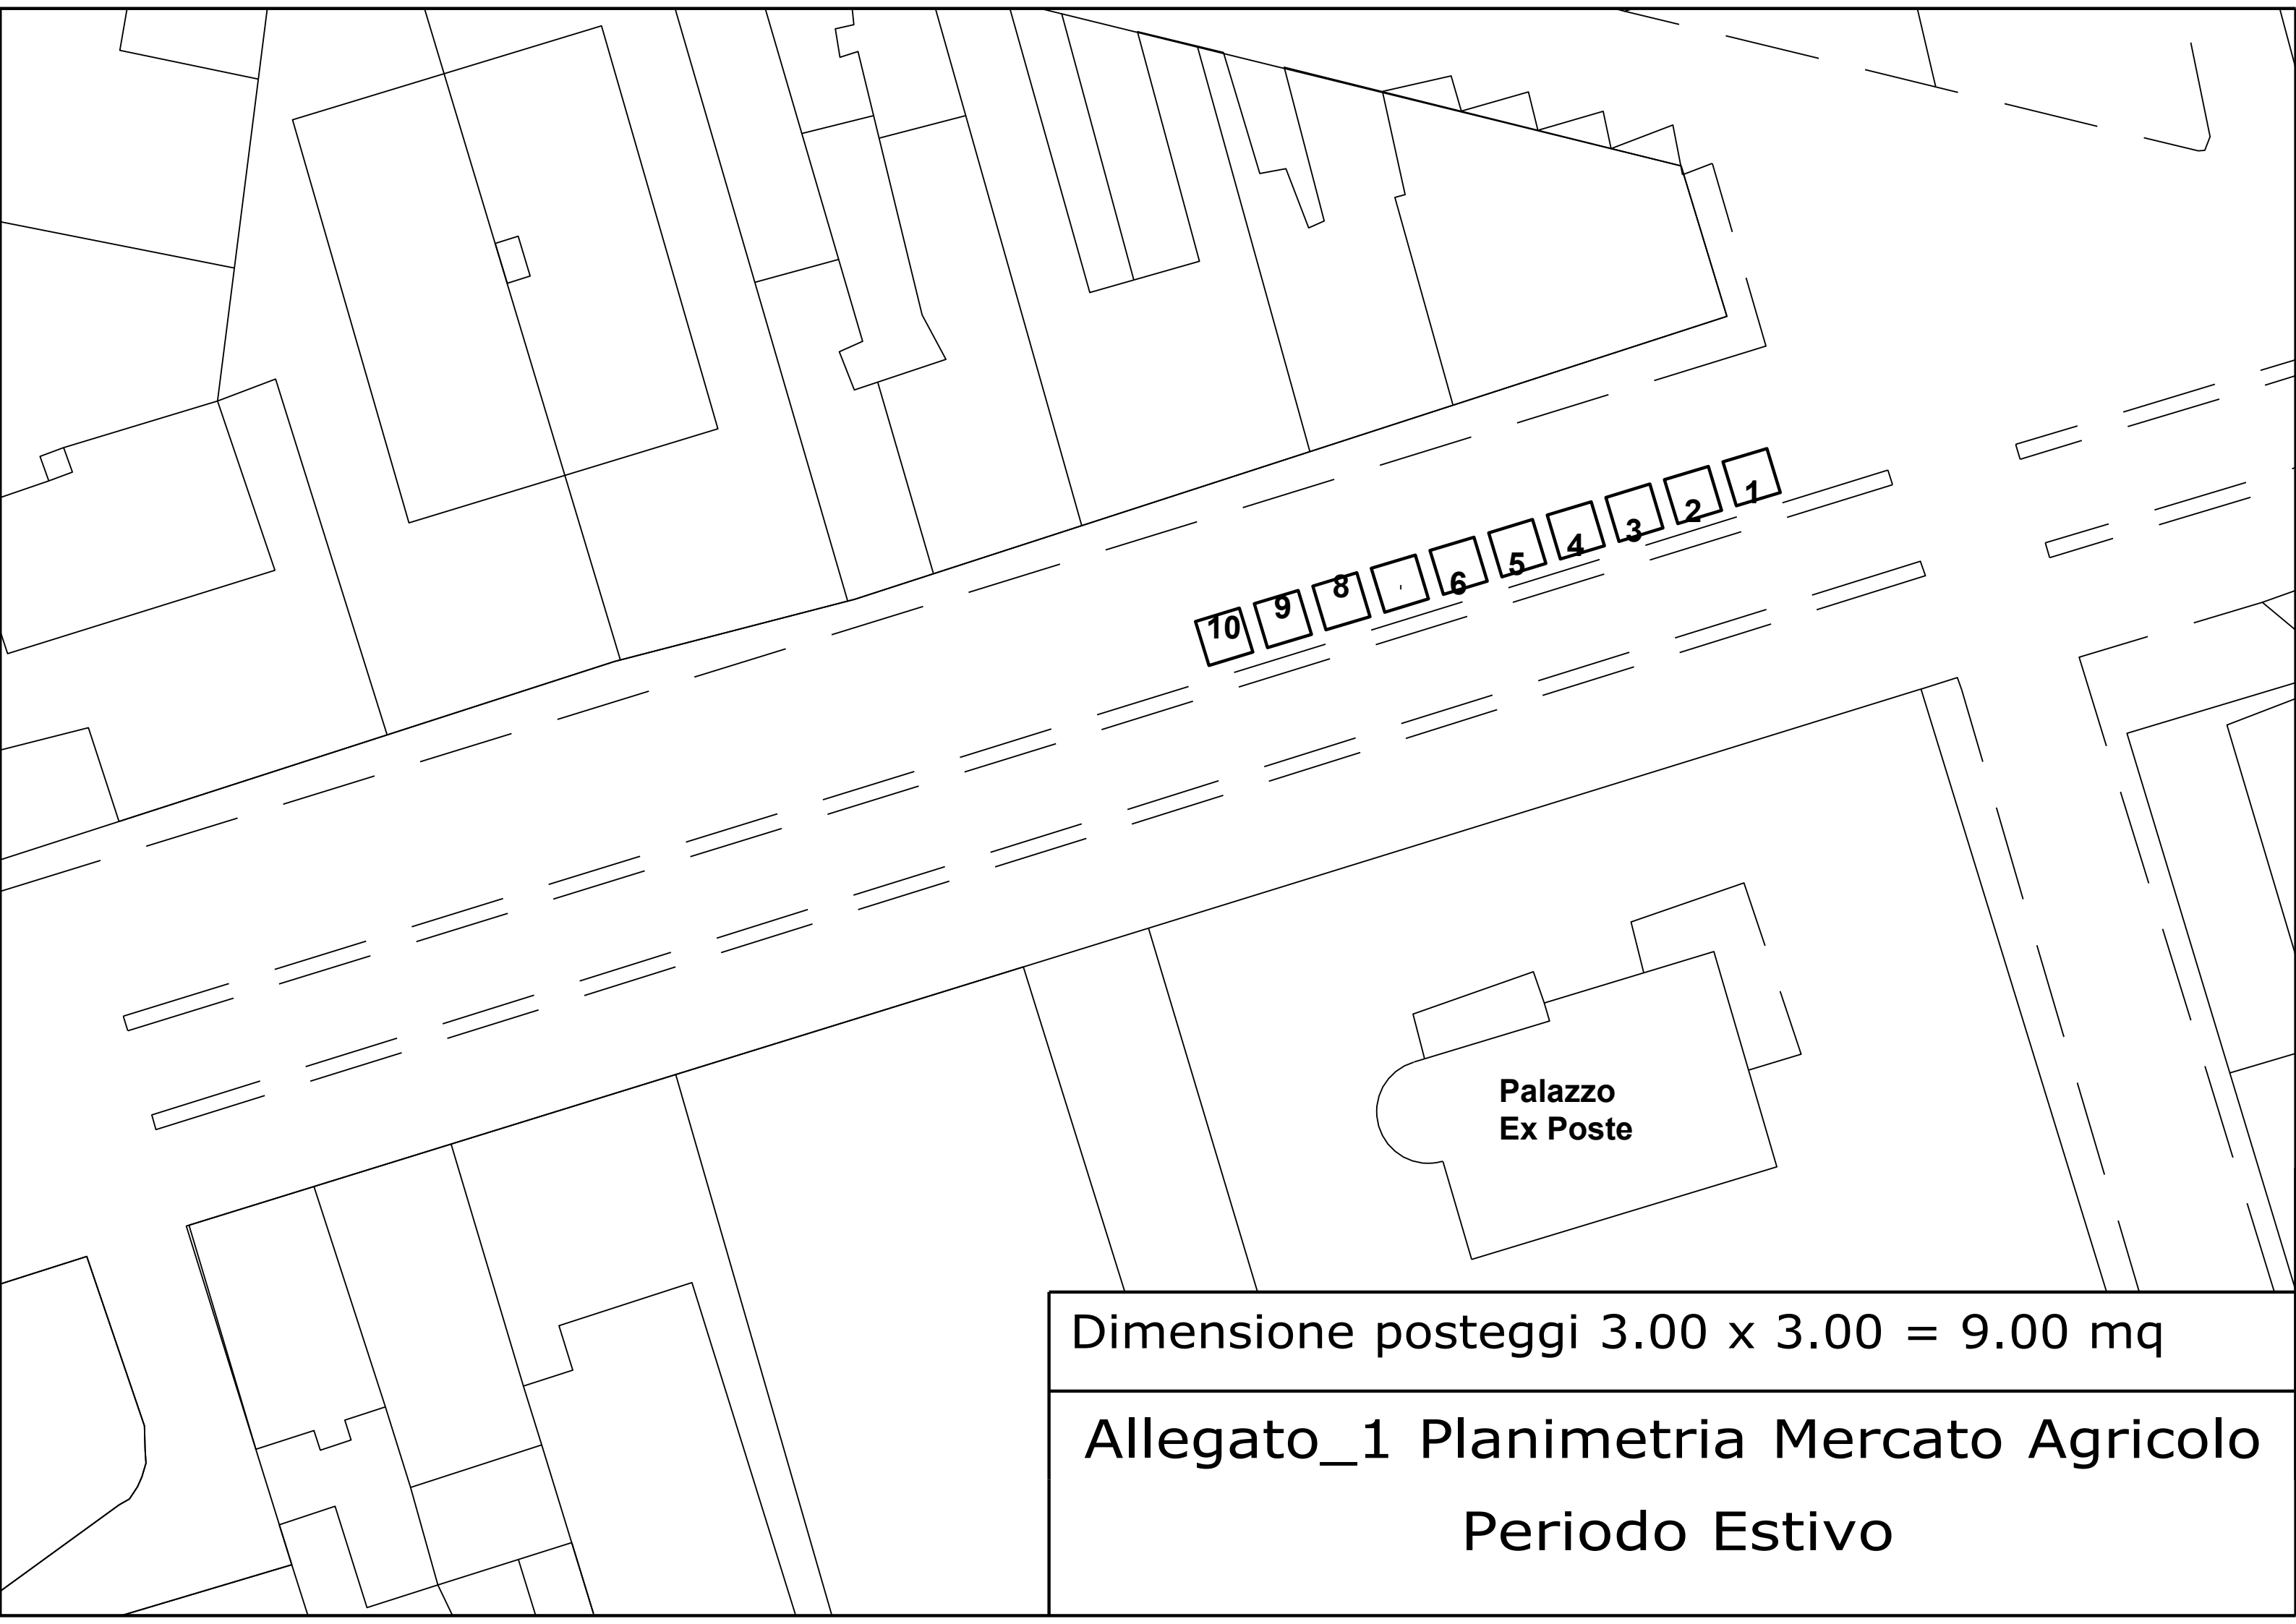 1
2
3
4
5
6
8
9
10
Palazzo
Ex Poste
Dimensione posteggi 3.00 x 3.00 = 9.00 mq
Allegato_1 Planimetria Mercato Agricolo
Periodo Estivo